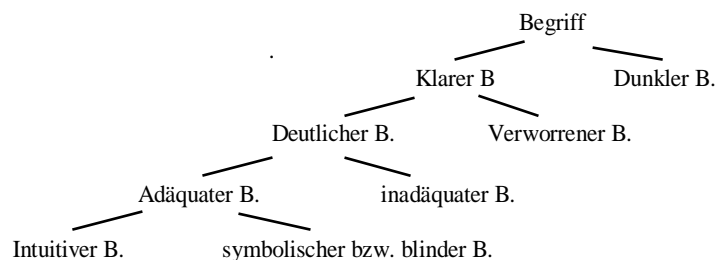 Begriff
Klarer B Dunkler B.
Deutlicher B. Verworrener B.
Adäquater B. inadäquater B.
Intuitiver B. symbolischer bzw. blinder B.